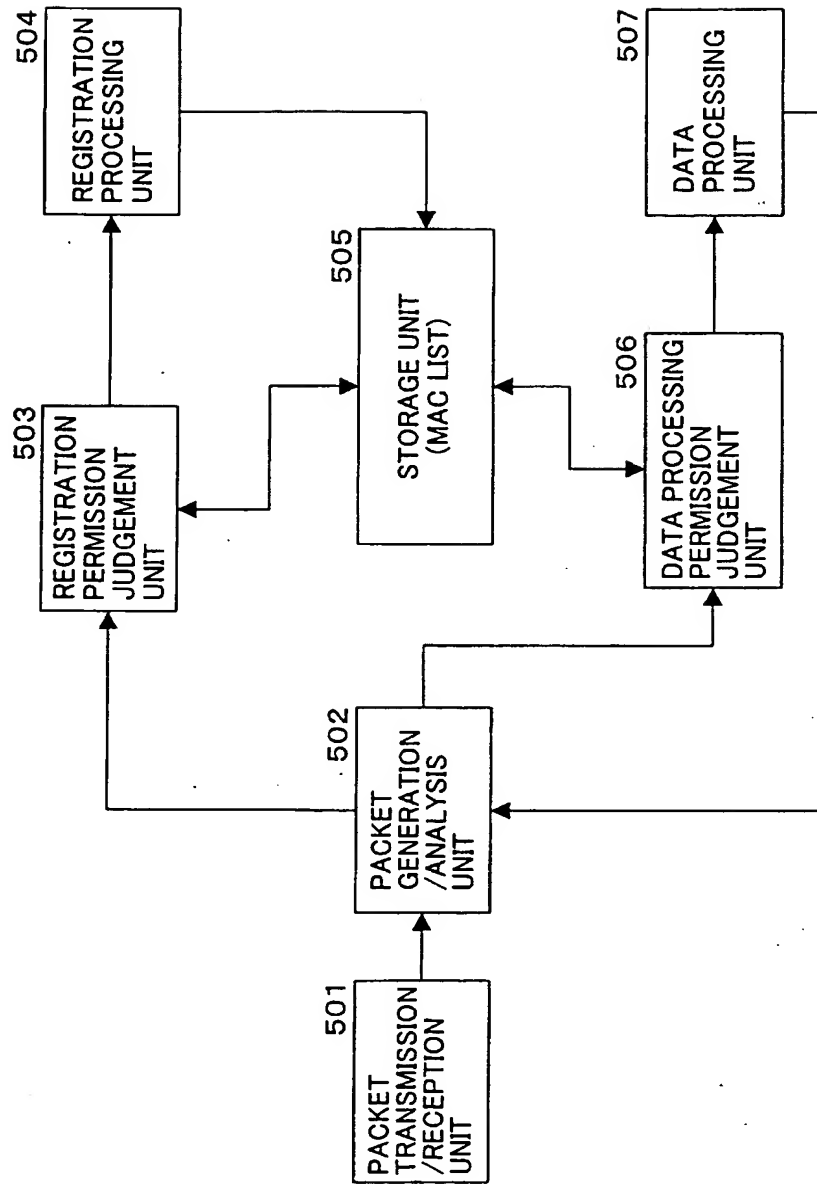 501
PACKET
TRANSMISSION
/RECEPTION
UNIT
502
PACKET
GENERATION
/ANALYSIS
UNIT
503
REGISTRATION
PERMISSION
JUDGEMENT
UNIT
504
REGISTRATION
PROCESSING
UNIT
505
STORAGE UNIT
(MAC LIST)
506
DATA PROCESSING
PERMISSION
JUDGEMENT
UNIT
507
DATA
PROCESSING
UNIT